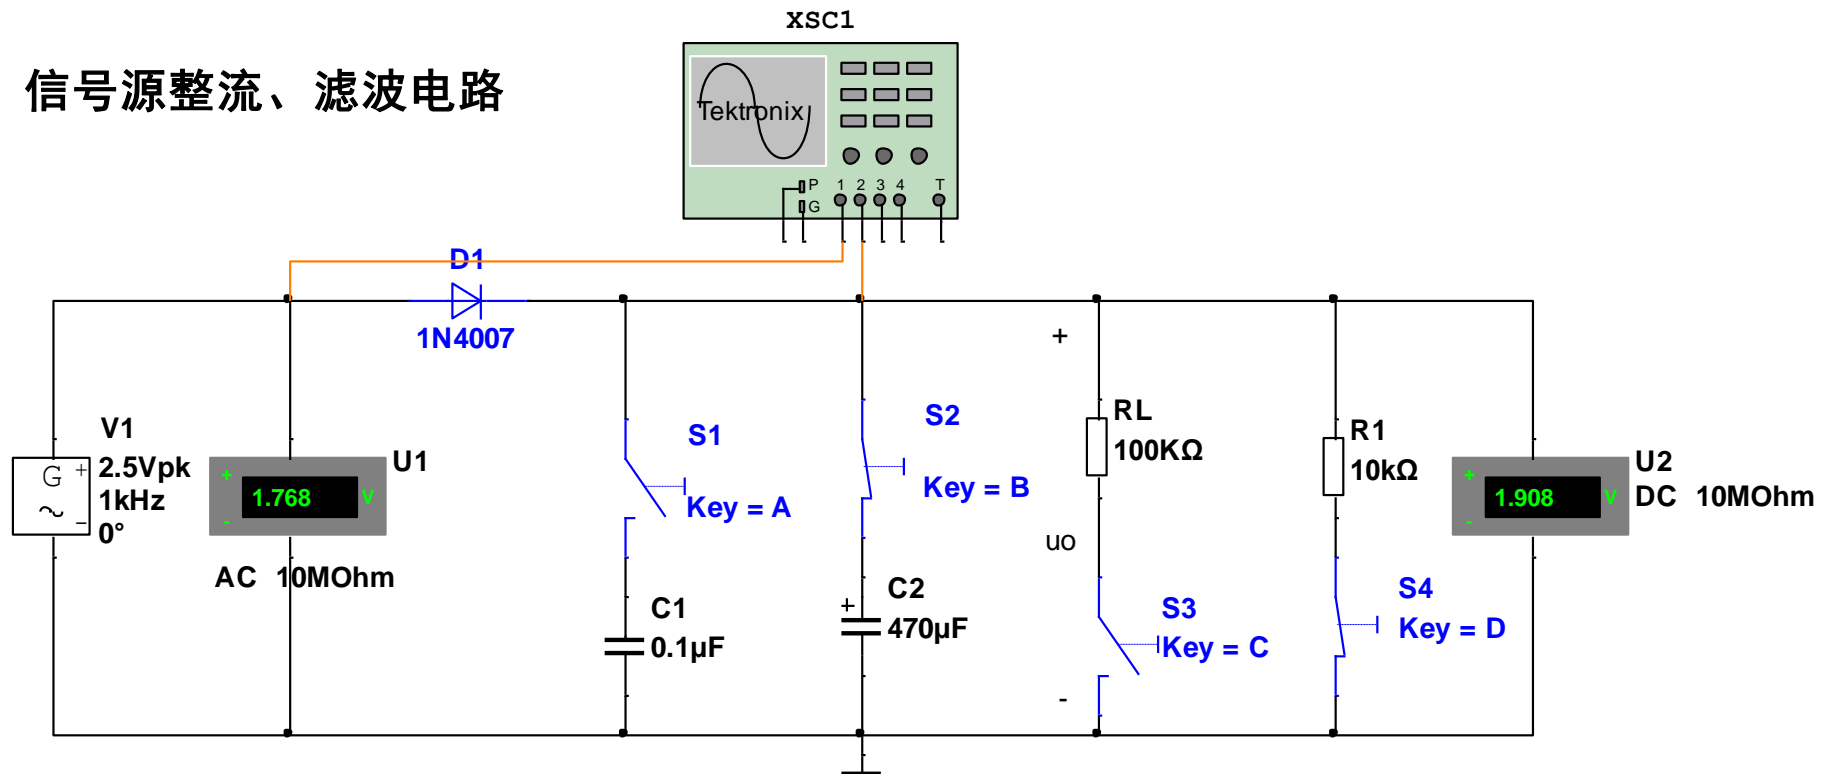 XSC1
信号源整流、滤波电路
Tektronix
P 1 2 3 4 T
G
D1
1N4007
+
V1
2.5Vpk
1kHz
0°
G + −
+
1.768 V
-
U1
AC 10MOhm
S1
Key = A
C1
0.1µF
S2
Key = B
C2
+
470µF
RL
100KΩ
uo
S3
Key = C
-
R1
10kΩ
S4
Key = D
+
1.908 V
-
U2
DC 10MOhm